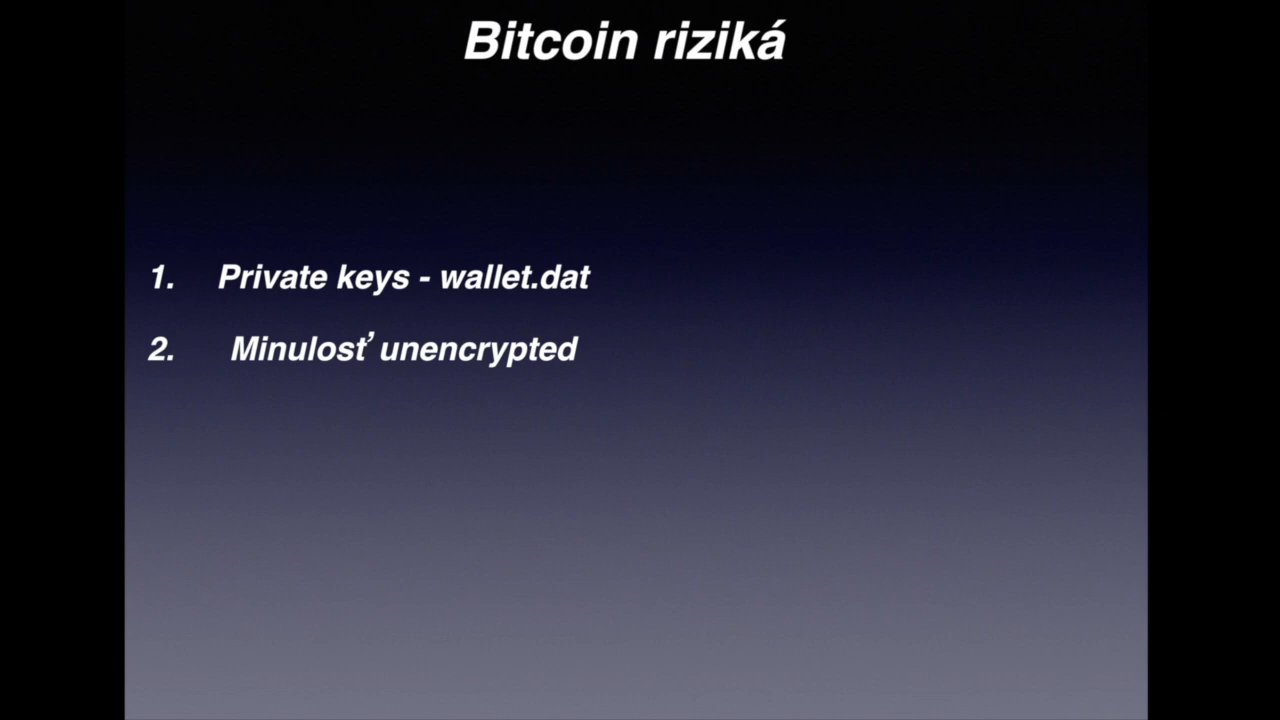 Bitcoin riziká
1. Private keys - wallet.dat
2. Minulosť unencrypted